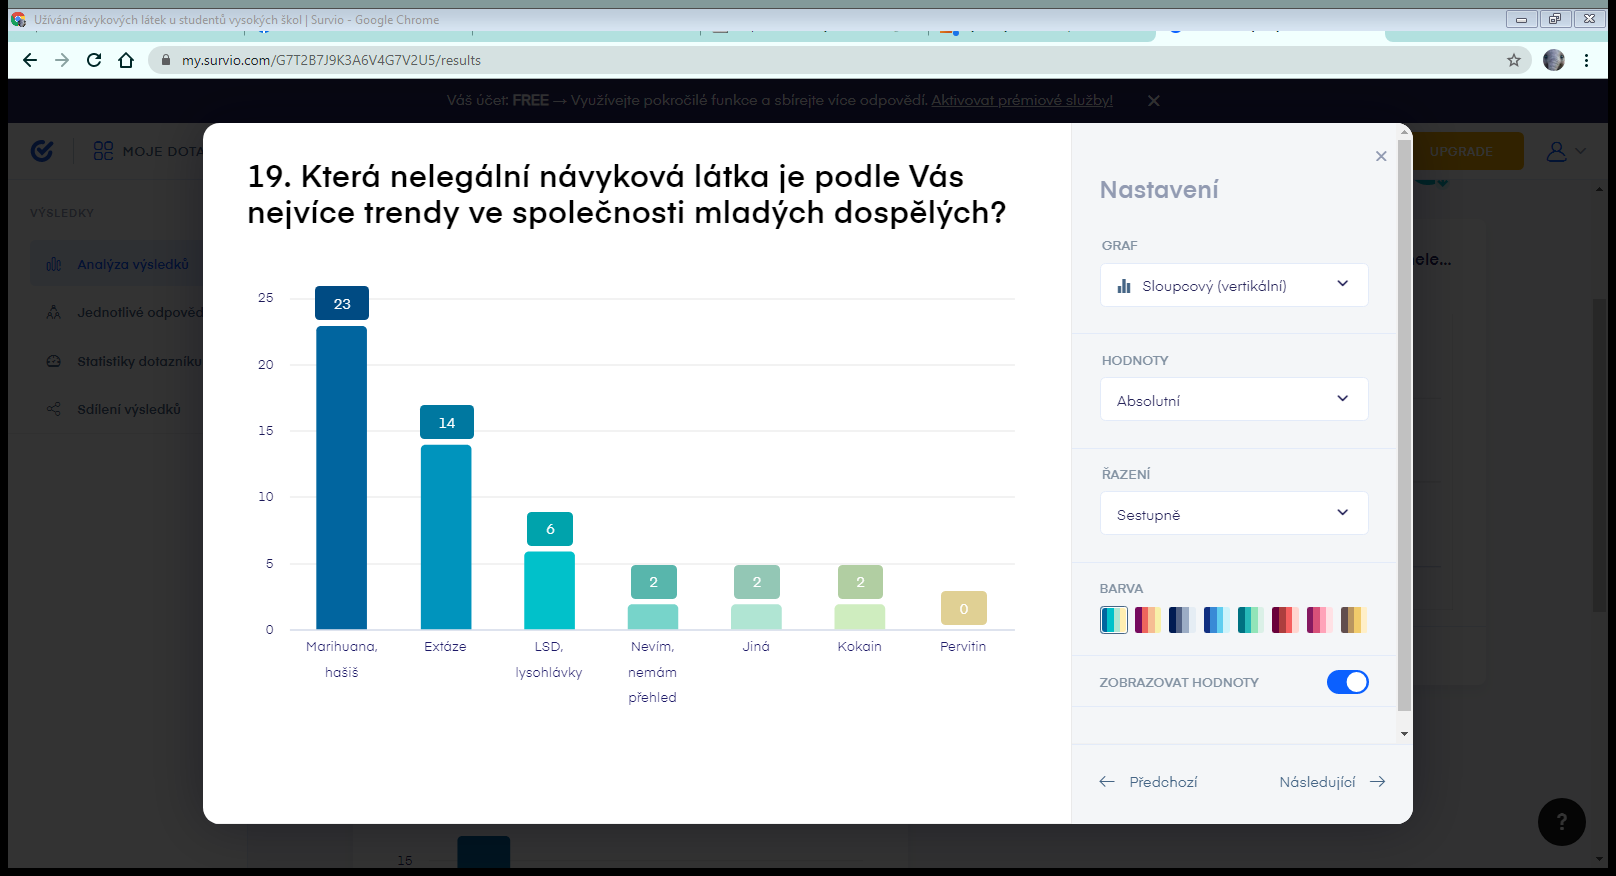 Užívání návykových látek u studentů vysokých škol | Survio - Google Chrome
my.survio.com/G7T2B7J9K3A6V4G7V2U5/results
Váš účet: FREE → Využívejte pokročilé funkce a sbírejte více odpovědí. Aktivovat prémiové služby!
MOJE DOTA
UPGRADE
VÝSLEDKY
Analýza výsledků
Jednotlivé odpověd
Statistiky dotazníku
Sdílení výsledků
19. Která nelegální návyková látka je podle Vás
nejvíce trendy ve společnosti mladých dospělých?
25
20
15
10
5
0
23
14
6
2
2
2
0
Marihuana,
hašiš
Extáze
LSD,
lysohlávky
Nevím,
nemám
přehled
Jiná
Kokain
Pervitin
Nastavení
GRAF
Sloupcový (vertikální)
HODNOTY
Absolutní
ŘAZENÍ
Sestupně
BARVA
ZOBRAZOVAT HODNOTY
Předchozí
Následující
ele...
15
?